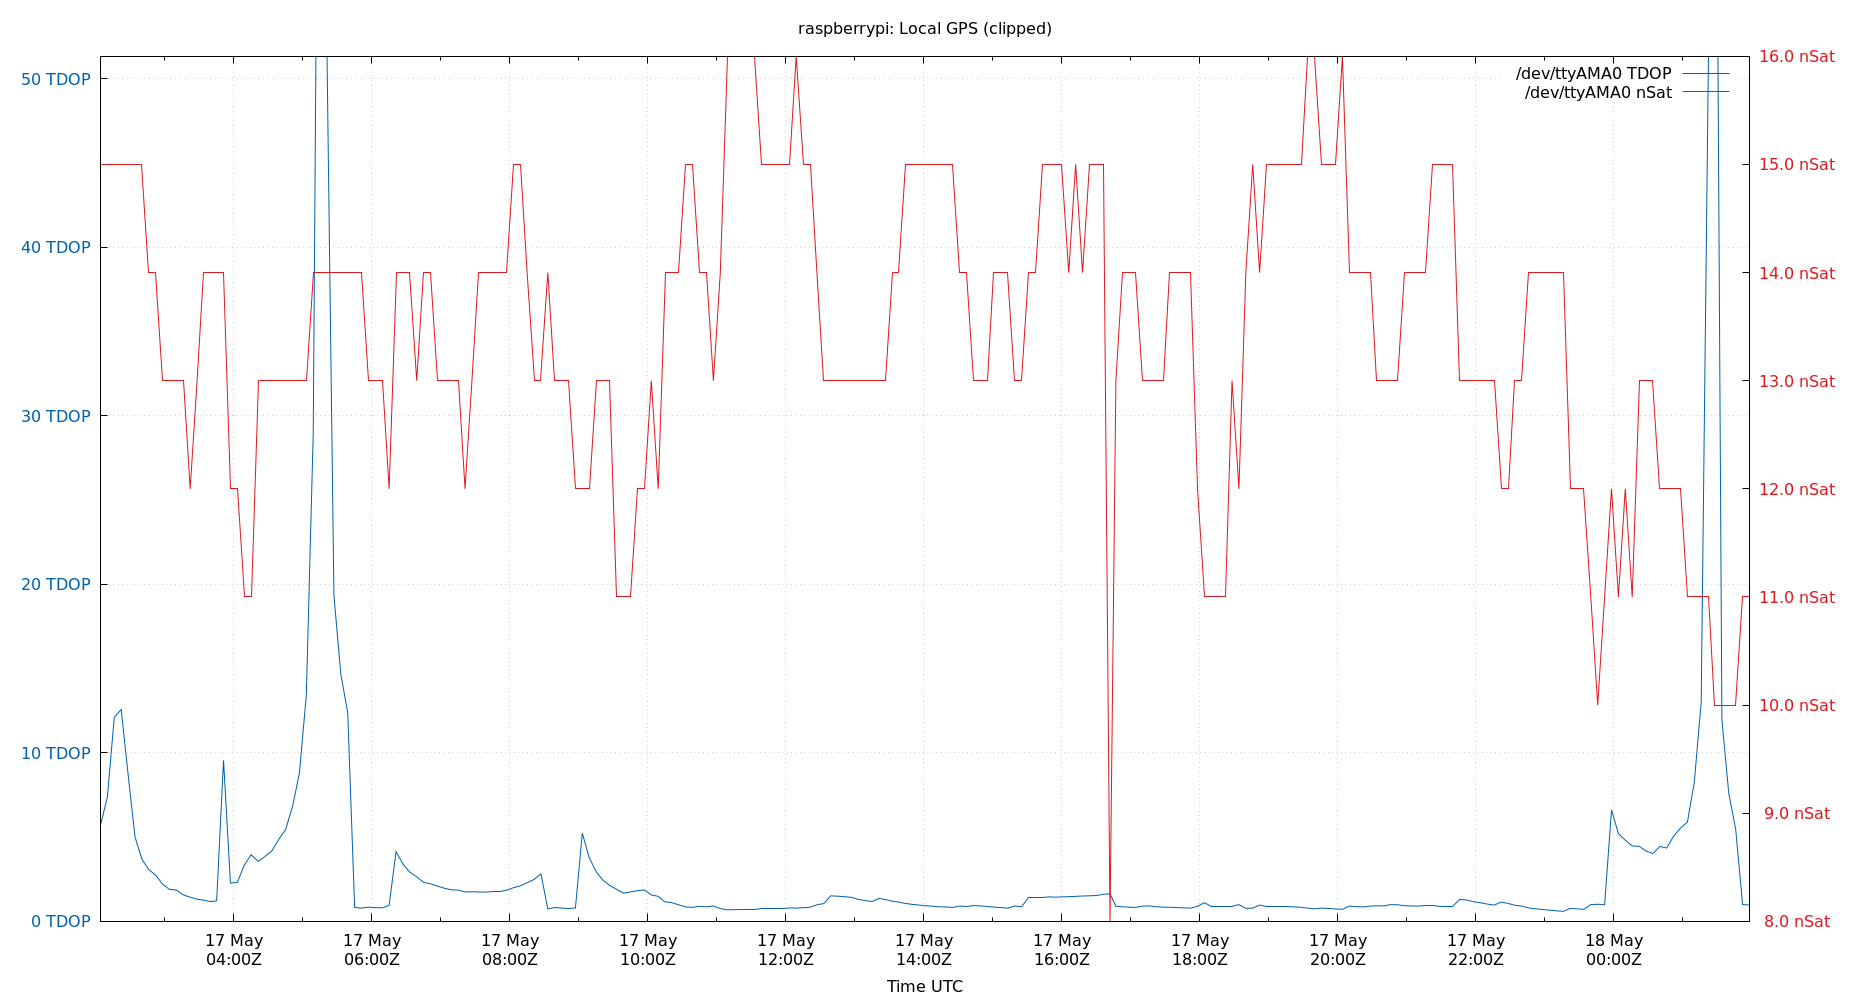 raspberrypi: Local GPS (clipped)
50 TDOP
40 TDOP
30 TDOP
20 TDOP
10 TDOP
0 TDOP
16.0 nSat
15.0 nSat
14.0 nSat
13.0 nSat
12.0 nSat
11.0 nSat
10.0 nSat
9.0 nSat
8.0 nSat
/dev/ttyAMA0 TDOP
/dev/ttyAMA0 nSat
17 May
04:00Z
17 May
06:00Z
17 May
08:00Z
17 May
10:00Z
17 May
12:00Z
17 May
14:00Z
17 May
16:00Z
17 May
18:00Z
17 May
20:00Z
17 May
22:00Z
18 May
00:00Z
Time UTC